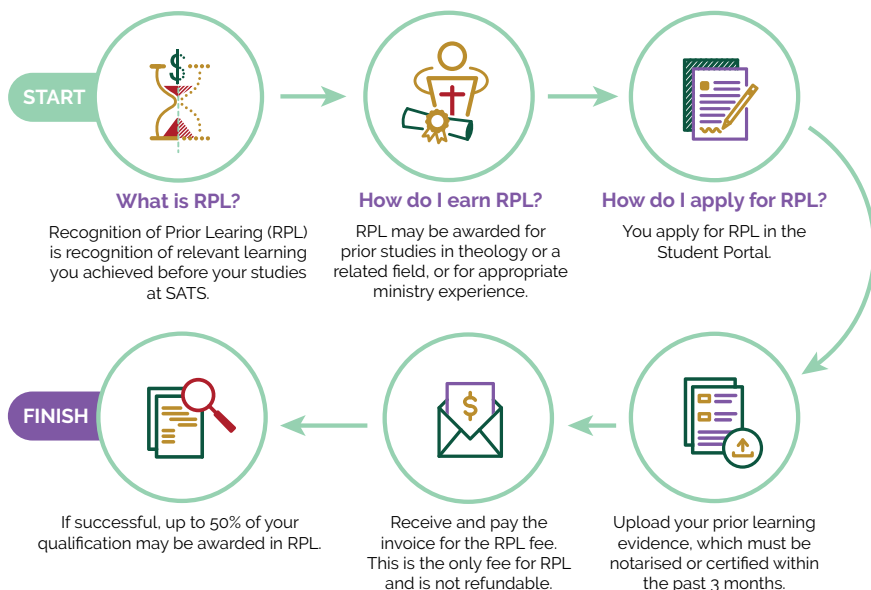 START
What is RPL?
Recognition of Prior Learing (RPL)
is recognition of relevant learning
you achieved before your studies
at SATS.
How do I earn RPL?
RPL may be awarded for
prior studies in theology or a
related field, or for appropriate
ministry experience.
How do I apply for RPL?
You apply for RPL in the
Student Portal.
Upload your prior learning
evidence, which must be
notarised or certified within
the past 3 months.
$
Receive and pay the
invoice for the RPL fee.
This is the only fee for RPL
and is not refundable.
FINISH
If successful, up to 50% of your
qualification may be awarded in RPL.